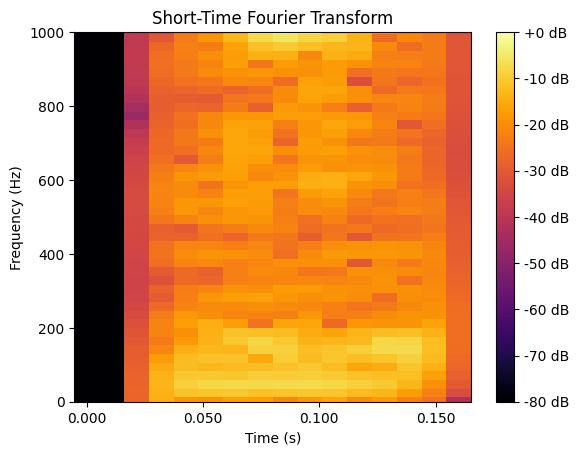 Short-Time Fourier Transform
1000
800
600
400
200
0
Frequency (Hz)
0.000
0.050
0.100
0.150
Time (s)
+0 dB
-10 dB
-20 dB
-30 dB
-40 dB
-50 dB
-60 dB
-70 dB
-80 dB